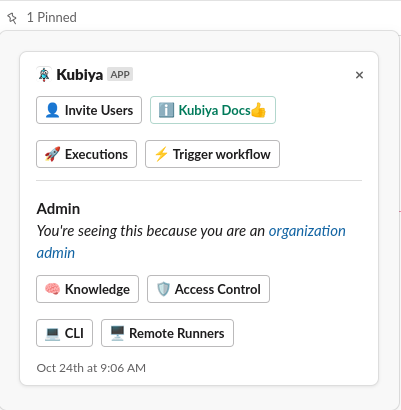 1 Pinned
Kubiya APP
👤 Invite Users ℹ️ Kubiya Docs👍
🚀 Executions ⚡ Trigger workflow
Admin
You're seeing this because you are an organization
admin
🧠 Knowledge 🛡️ Access Control
💻 CLI 🖥️ Remote Runners
Oct 24th at 9:06 AM